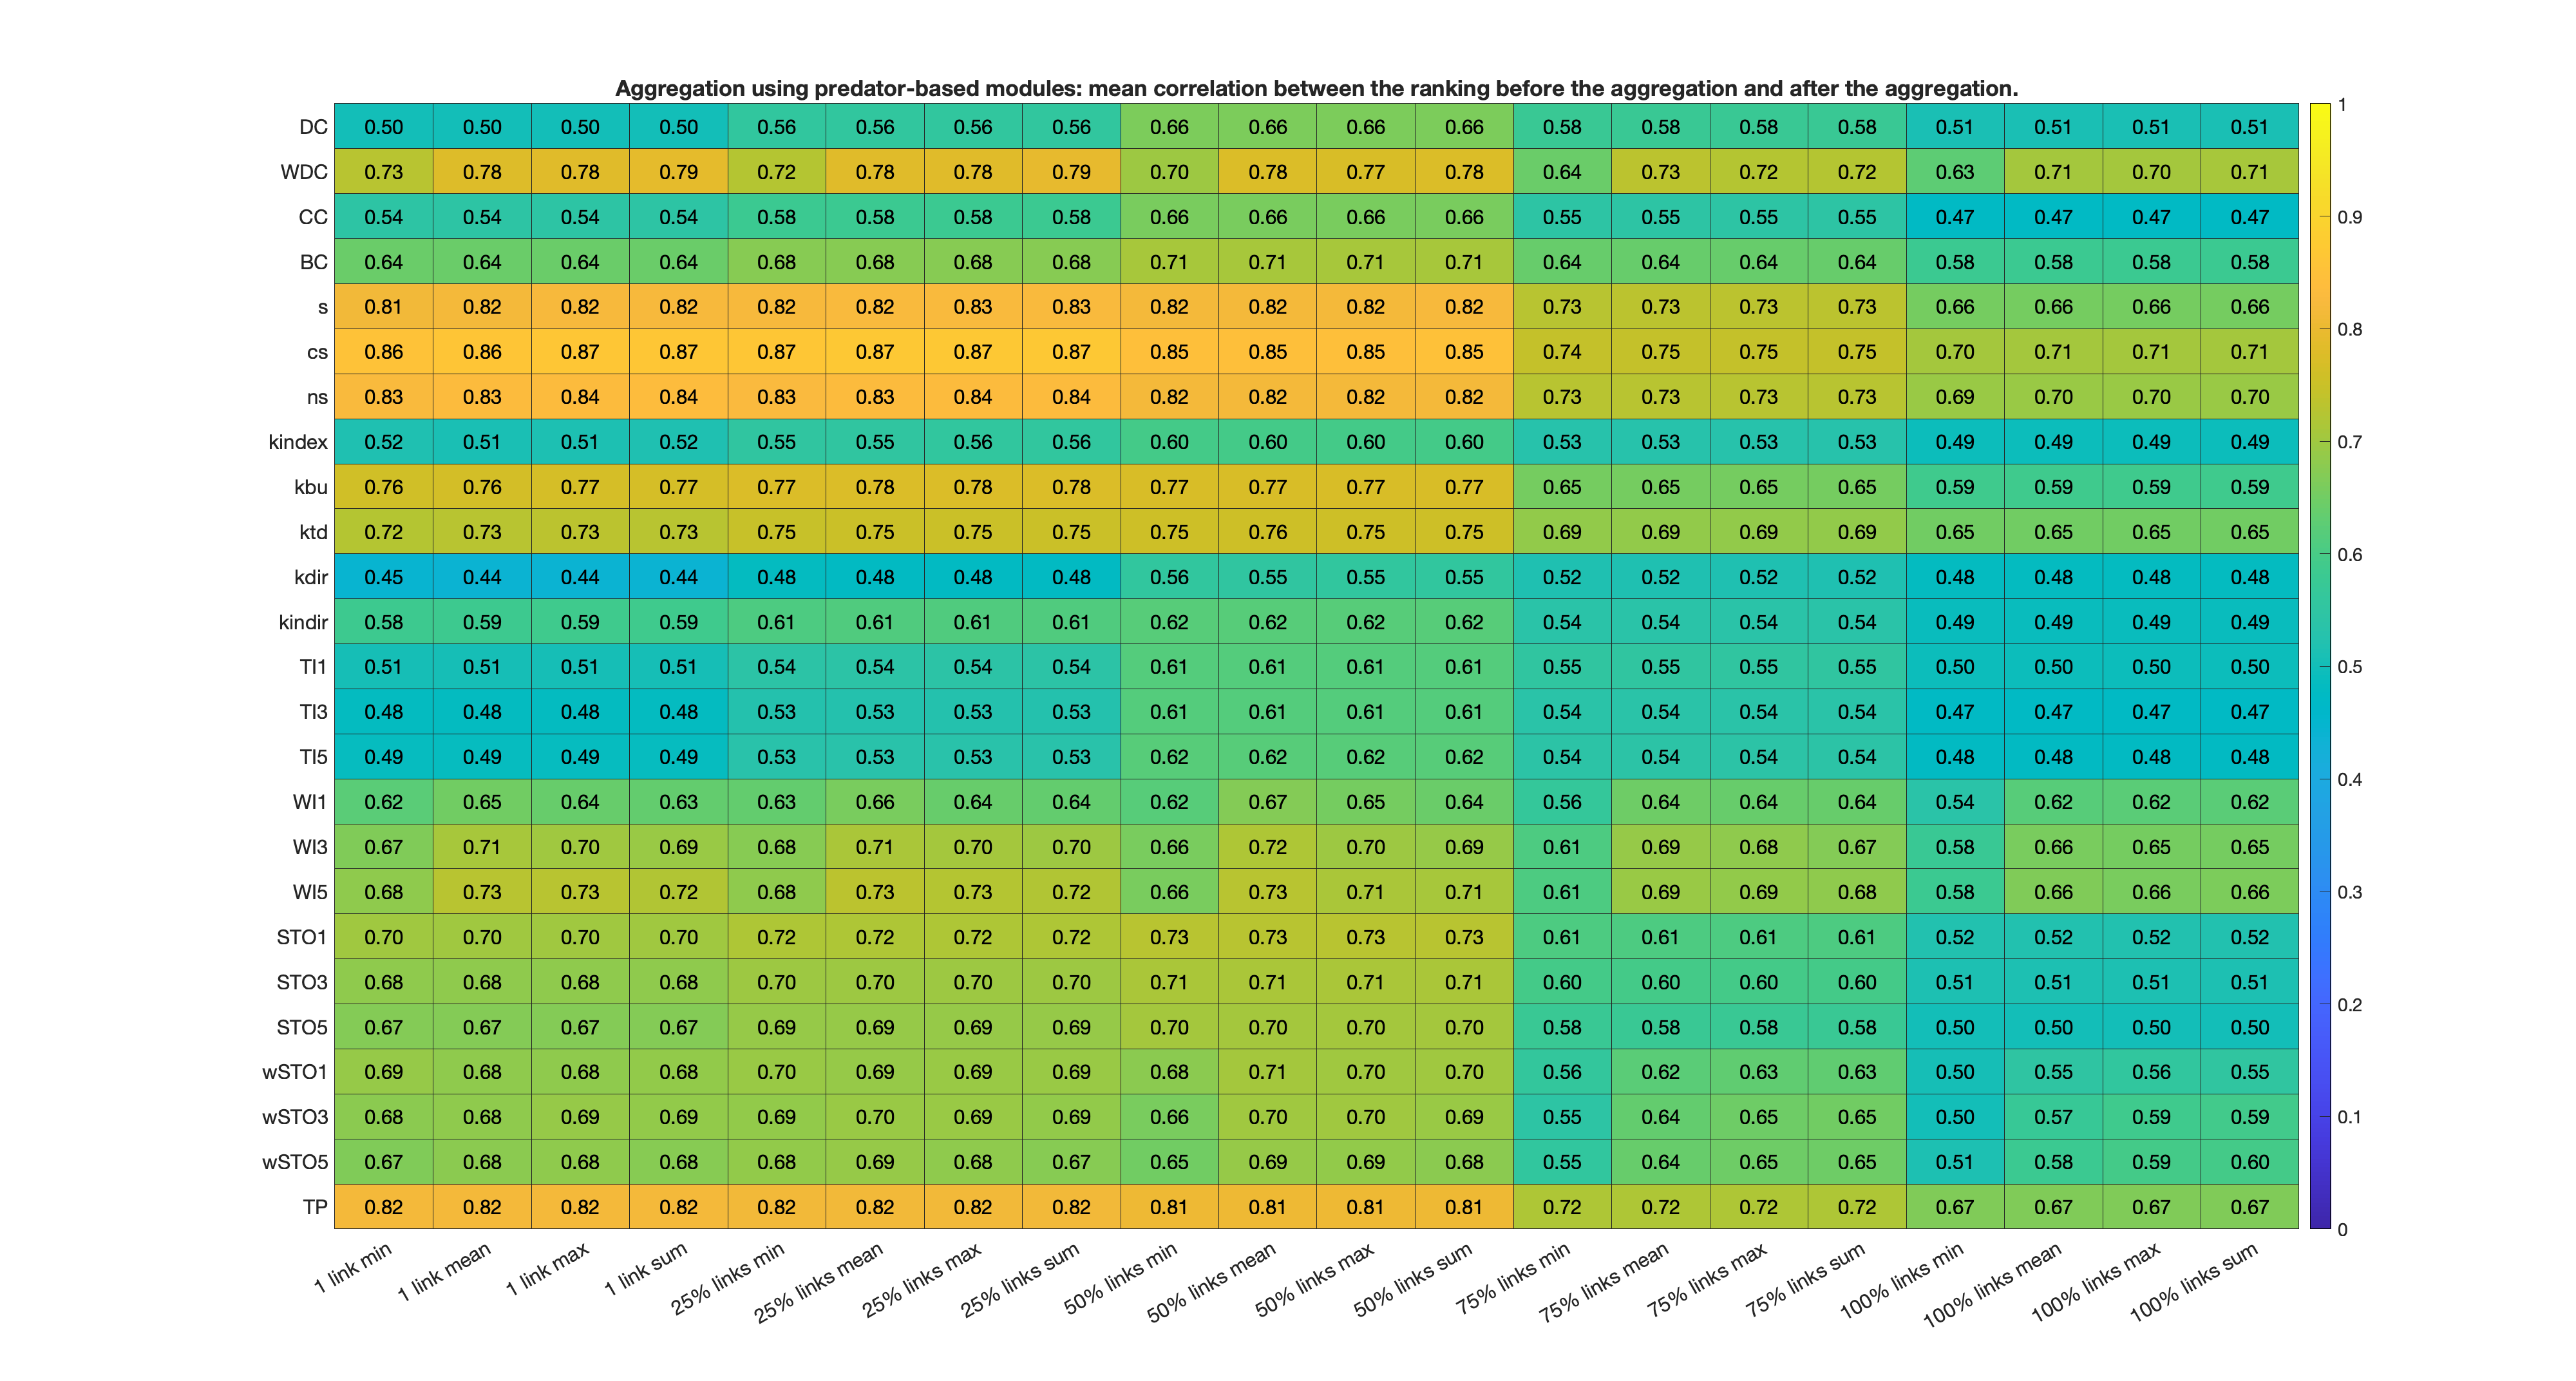 Aggregation using predator-based modules: mean correlation between the ranking before the aggregation and after the aggregation.
DC 0.50 0.50 0.50 0.50 0.56 0.56 0.56 0.56 0.66 0.66 0.66 0.66 0.58 0.58 0.58 0.58 0.51 0.51 0.51 0.51
WDC 0.73 0.78 0.78 0.79 0.72 0.78 0.78 0.79 0.70 0.78 0.77 0.78 0.64 0.73 0.72 0.72 0.63 0.71 0.70 0.71
CC 0.54 0.54 0.54 0.54 0.58 0.58 0.58 0.58 0.66 0.66 0.66 0.66 0.55 0.55 0.55 0.55 0.47 0.47 0.47 0.47
BC 0.64 0.64 0.64 0.64 0.68 0.68 0.68 0.68 0.71 0.71 0.71 0.71 0.64 0.64 0.64 0.64 0.58 0.58 0.58 0.58
s 0.81 0.82 0.82 0.82 0.82 0.82 0.83 0.83 0.82 0.82 0.82 0.82 0.73 0.73 0.73 0.73 0.66 0.66 0.66 0.66
cs 0.86 0.86 0.87 0.87 0.87 0.87 0.87 0.87 0.85 0.85 0.85 0.85 0.74 0.75 0.75 0.75 0.70 0.71 0.71 0.71
ns 0.83 0.83 0.84 0.84 0.83 0.83 0.84 0.84 0.82 0.82 0.82 0.82 0.73 0.73 0.73 0.73 0.69 0.70 0.70 0.70
kindex 0.52 0.51 0.51 0.52 0.55 0.55 0.56 0.56 0.60 0.60 0.60 0.60 0.53 0.53 0.53 0.53 0.49 0.49 0.49 0.49
kbu 0.76 0.76 0.77 0.77 0.77 0.78 0.78 0.78 0.77 0.77 0.77 0.77 0.65 0.65 0.65 0.65 0.59 0.59 0.59 0.59
ktd 0.72 0.73 0.73 0.73 0.75 0.75 0.75 0.75 0.75 0.76 0.75 0.75 0.69 0.69 0.69 0.69 0.65 0.65 0.65 0.65
kdir 0.45 0.44 0.44 0.44 0.48 0.48 0.48 0.48 0.56 0.55 0.55 0.55 0.52 0.52 0.52 0.52 0.48 0.48 0.48 0.48
kindir 0.58 0.59 0.59 0.59 0.61 0.61 0.61 0.61 0.62 0.62 0.62 0.62 0.54 0.54 0.54 0.54 0.49 0.49 0.49 0.49
TI1 0.51 0.51 0.51 0.51 0.54 0.54 0.54 0.54 0.61 0.61 0.61 0.61 0.55 0.55 0.55 0.55 0.50 0.50 0.50 0.50
TI3 0.48 0.48 0.48 0.48 0.53 0.53 0.53 0.53 0.61 0.61 0.61 0.61 0.54 0.54 0.54 0.54 0.47 0.47 0.47 0.47
TI5 0.49 0.49 0.49 0.49 0.53 0.53 0.53 0.53 0.62 0.62 0.62 0.62 0.54 0.54 0.54 0.54 0.48 0.48 0.48 0.48
WI1 0.62 0.65 0.64 0.63 0.63 0.66 0.64 0.64 0.62 0.67 0.65 0.64 0.56 0.64 0.64 0.64 0.54 0.62 0.62 0.62
WI3 0.67 0.71 0.70 0.69 0.68 0.71 0.70 0.70 0.66 0.72 0.70 0.69 0.61 0.69 0.68 0.67 0.58 0.66 0.65 0.65
WI5 0.68 0.73 0.73 0.72 0.68 0.73 0.73 0.72 0.66 0.73 0.71 0.71 0.61 0.69 0.69 0.68 0.58 0.66 0.66 0.66
STO1 0.70 0.70 0.70 0.70 0.72 0.72 0.72 0.72 0.73 0.73 0.73 0.73 0.61 0.61 0.61 0.61 0.52 0.52 0.52 0.52
STO3 0.68 0.68 0.68 0.68 0.70 0.70 0.70 0.70 0.71 0.71 0.71 0.71 0.60 0.60 0.60 0.60 0.51 0.51 0.51 0.51
STO5 0.67 0.67 0.67 0.67 0.69 0.69 0.69 0.69 0.70 0.70 0.70 0.70 0.58 0.58 0.58 0.58 0.50 0.50 0.50 0.50
wSTO1 0.69 0.68 0.68 0.68 0.70 0.69 0.69 0.69 0.68 0.71 0.70 0.70 0.56 0.62 0.63 0.63 0.50 0.55 0.56 0.55
wSTO3 0.68 0.68 0.69 0.69 0.69 0.70 0.69 0.69 0.66 0.70 0.70 0.69 0.55 0.64 0.65 0.65 0.50 0.57 0.59 0.59
wSTO5 0.67 0.68 0.68 0.68 0.68 0.69 0.68 0.67 0.65 0.69 0.69 0.68 0.55 0.64 0.65 0.65 0.51 0.58 0.59 0.60
TP 0.82 0.82 0.82 0.82 0.82 0.82 0.82 0.82 0.81 0.81 0.81 0.81 0.72 0.72 0.72 0.72 0.67 0.67 0.67 0.67
1 link min
1 link mean
1 link max
1 link sum
25% links min
25% links mean
25% links max
25% links sum
50% links min
50% links mean
50% links max
50% links sum
75% links min
75% links mean
75% links max
75% links sum
100% links min
100% links mean
100% links max
100% links sum
1
0.9
0.8
0.7
0.6
0.5
0.4
0.3
0.2
0.1
0